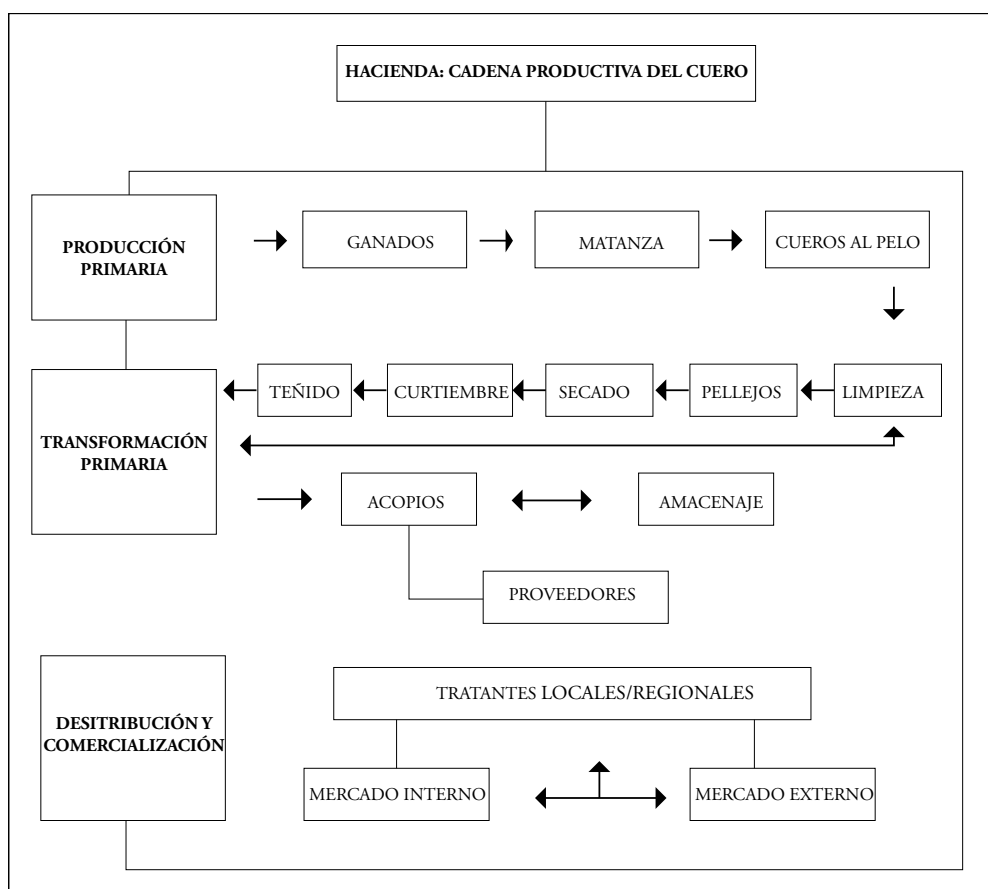 HACIENDA: CADENA PRODUCTIVA DEL CUERO
PRODUCCIÓN
PRIMARIA
GANADOS
MATANZA
CUEROS AL PELO
TRANSFORMACIÓN
PRIMARIA
TEÑIDO
CURTIEMBRE
SECADO
PELLEJOS
LIMPIEZA
ACOPIOS
AMACENAJE
PROVEEDORES
DESITRIBUCIÓN Y
COMERCIALIZACIÓN
TRATANTES LOCALES/REGIONALES
MERCADO INTERNO
MERCADO EXTERNO